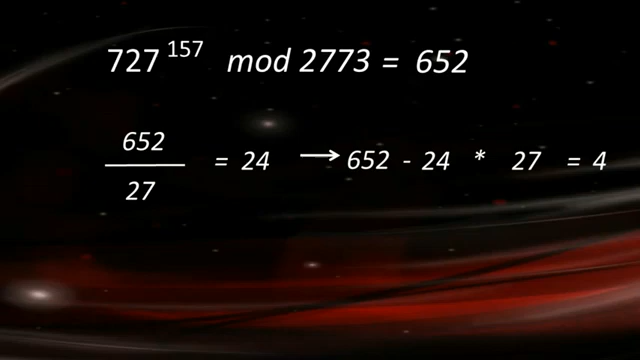 727^157 mod 2773 = 652
652/27 = 24 → 652 - 24 * 27 = 4